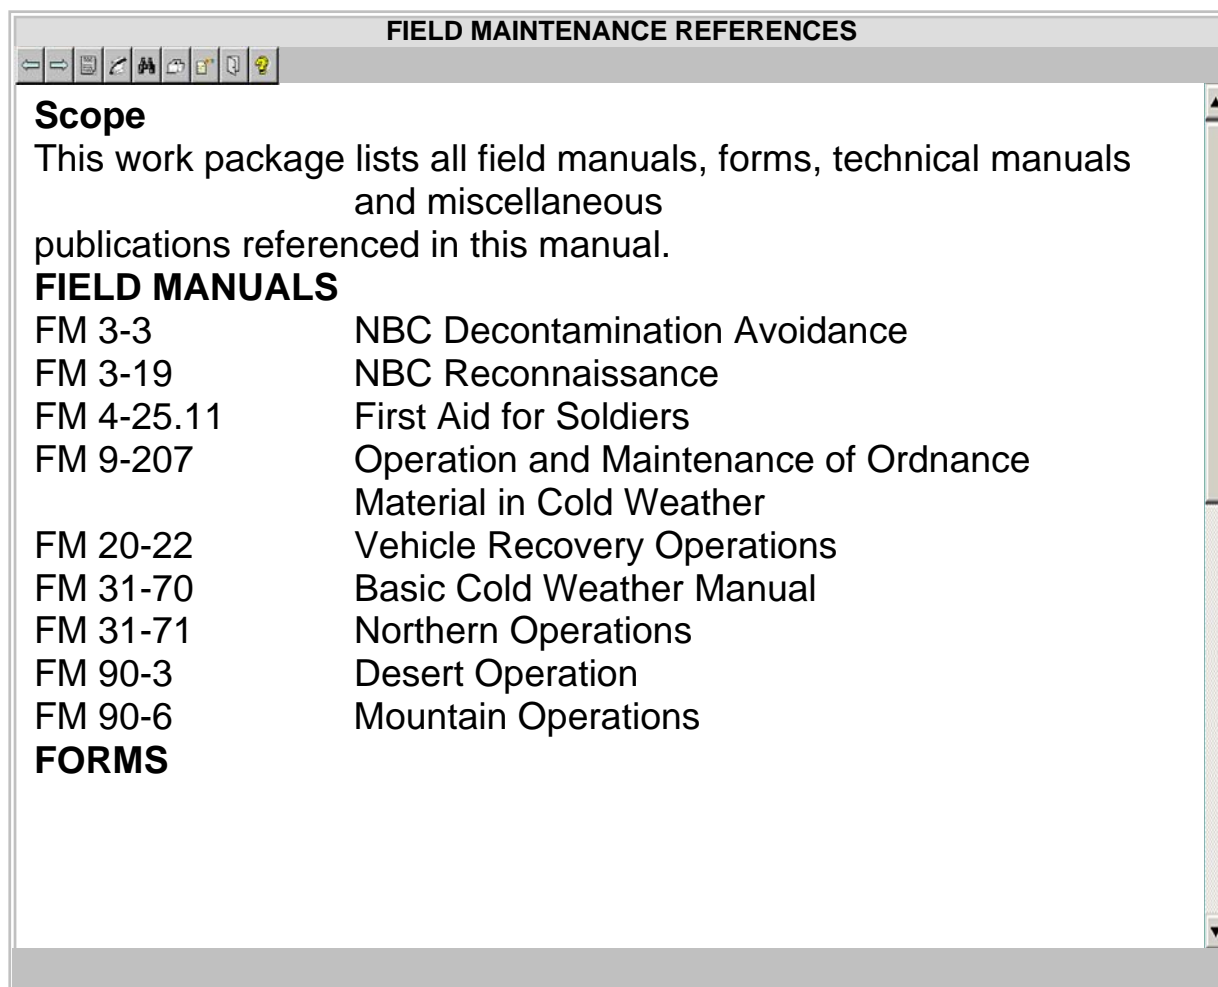 FIELD MAINTENANCE REFERENCES
Scope
This work package lists all field manuals, forms, technical manuals
and miscellaneous
publications referenced in this manual.
FIELD MANUALS
FM 3-3 NBC Decontamination Avoidance
FM 3-19 NBC Reconnaissance
FM 4-25.11 First Aid for Soldiers
FM 9-207 Operation and Maintenance of Ordnance
Material in Cold Weather
FM 20-22 Vehicle Recovery Operations
FM 31-70 Basic Cold Weather Manual
FM 31-71 Northern Operations
FM 90-3 Desert Operation
FM 90-6 Mountain Operations
FORMS